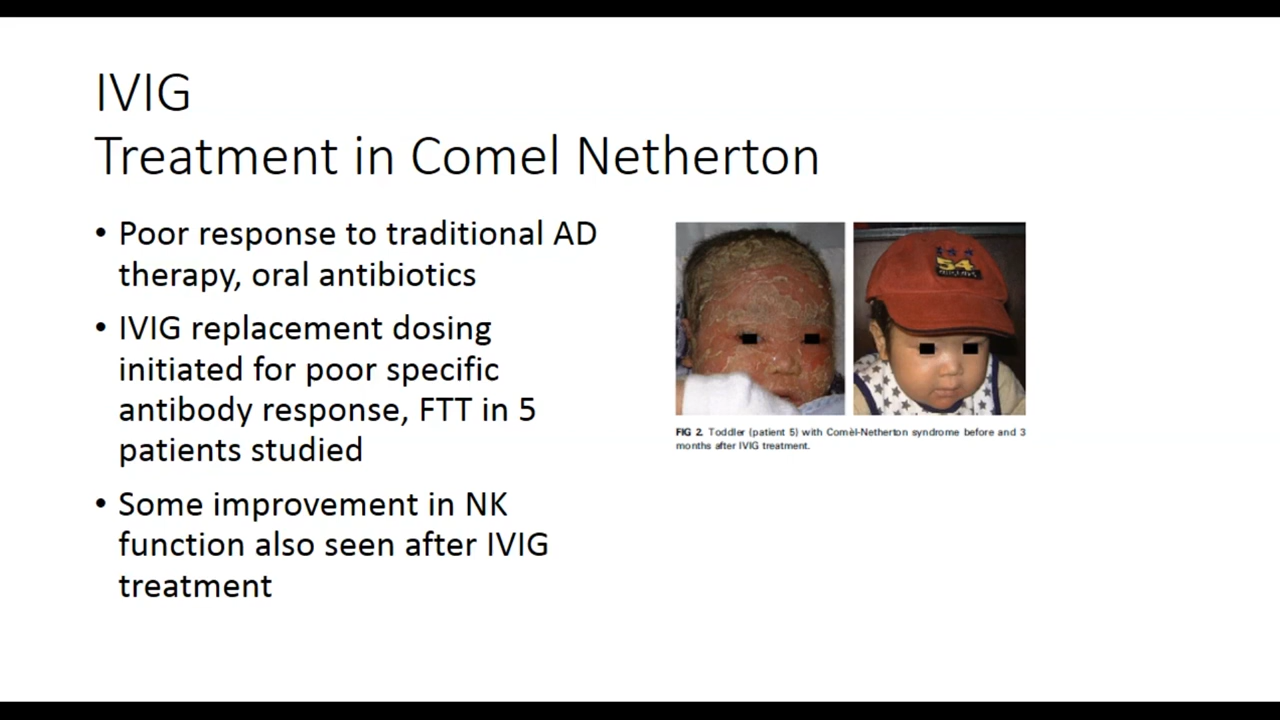 IVIG
Treatment in Comel Netherton
• Poor response to traditional AD
therapy, oral antibiotics
• IVIG replacement dosing
initiated for poor specific
antibody response, FTT in 5
patients studied
• Some improvement in NK
function also seen after IVIG
treatment
54
FIG 2. Toddler (patient 5) with Comèl-Netherton syndrome before and 3
months after IVIG treatment.